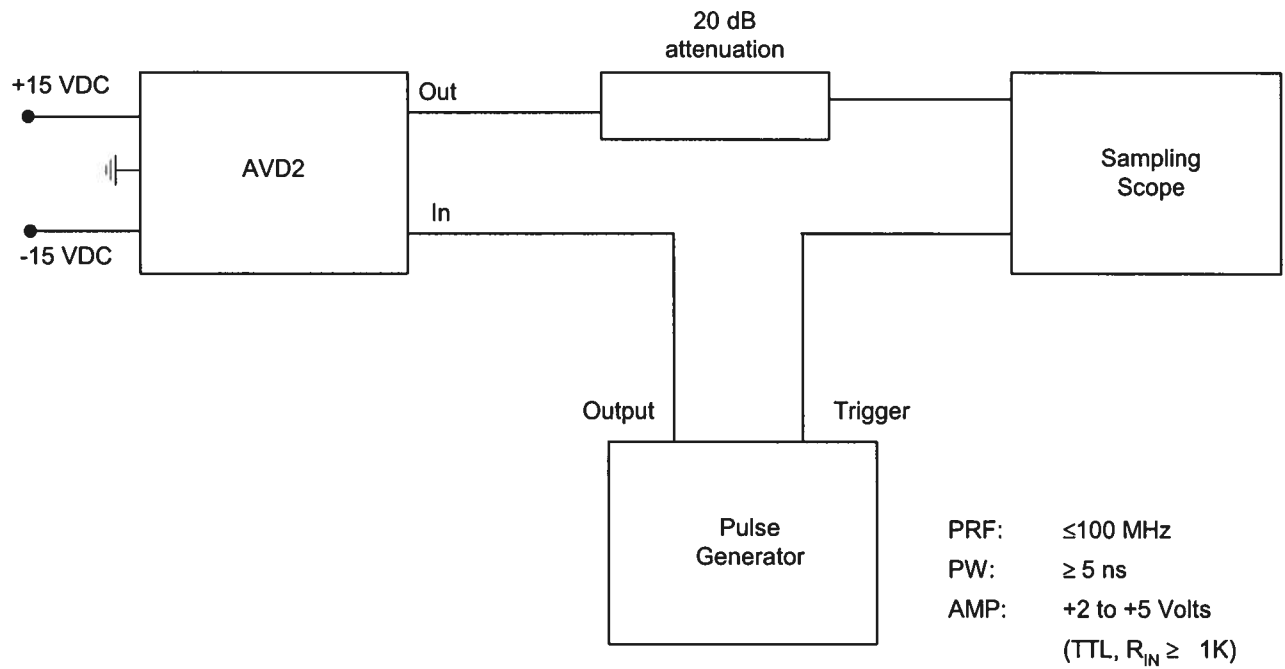 20 dB
attenuation
+15 VDC
Out
AVD2
Sampling
Scope
In
-15 VDC
Output
Trigger
Pulse
Generator
PRF: ≤100 MHz
PW: ≥ 5 ns
AMP: +2 to +5 Volts
(TTL, R_IN ≥ 1K)